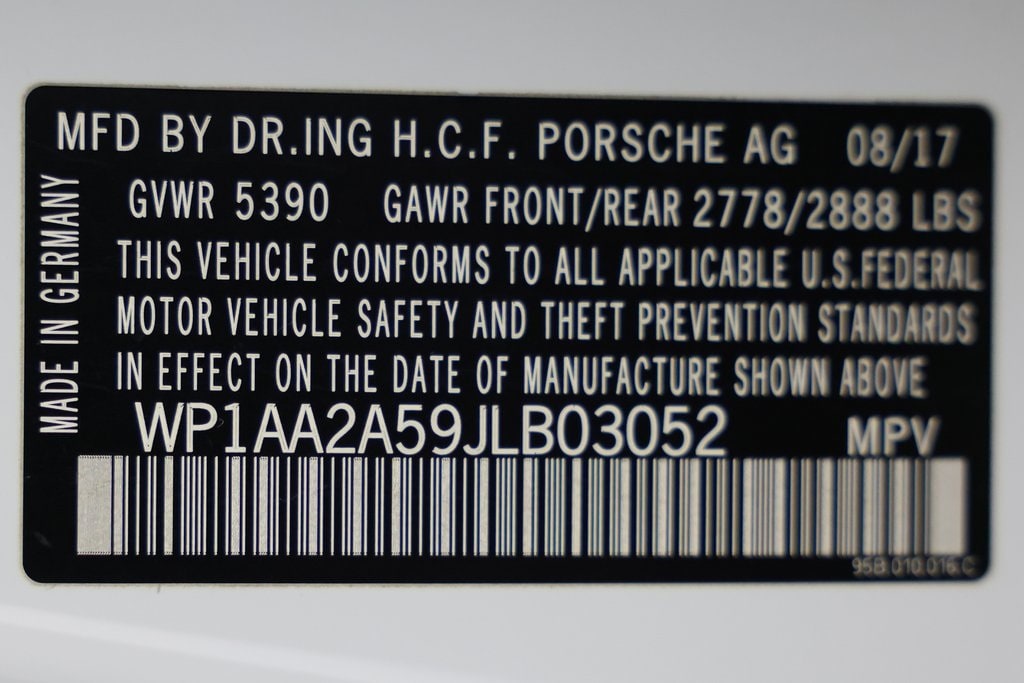 MFD BY DR.ING H.C.F. PORSCHE AG 08/17
GVWR 5390 GAWR FRONT/REAR 2778/2888 LBS
THIS VEHICLE CONFORMS TO ALL APPLICABLE U.S.FEDERAL
MOTOR VEHICLE SAFETY AND THEFT PREVENTION STANDARDS
IN EFFECT ON THE DATE OF MANUFACTURE SHOWN ABOVE
WP1AA2A59JLB03052 MPV
95B.010.016.C
MADE IN GERMANY